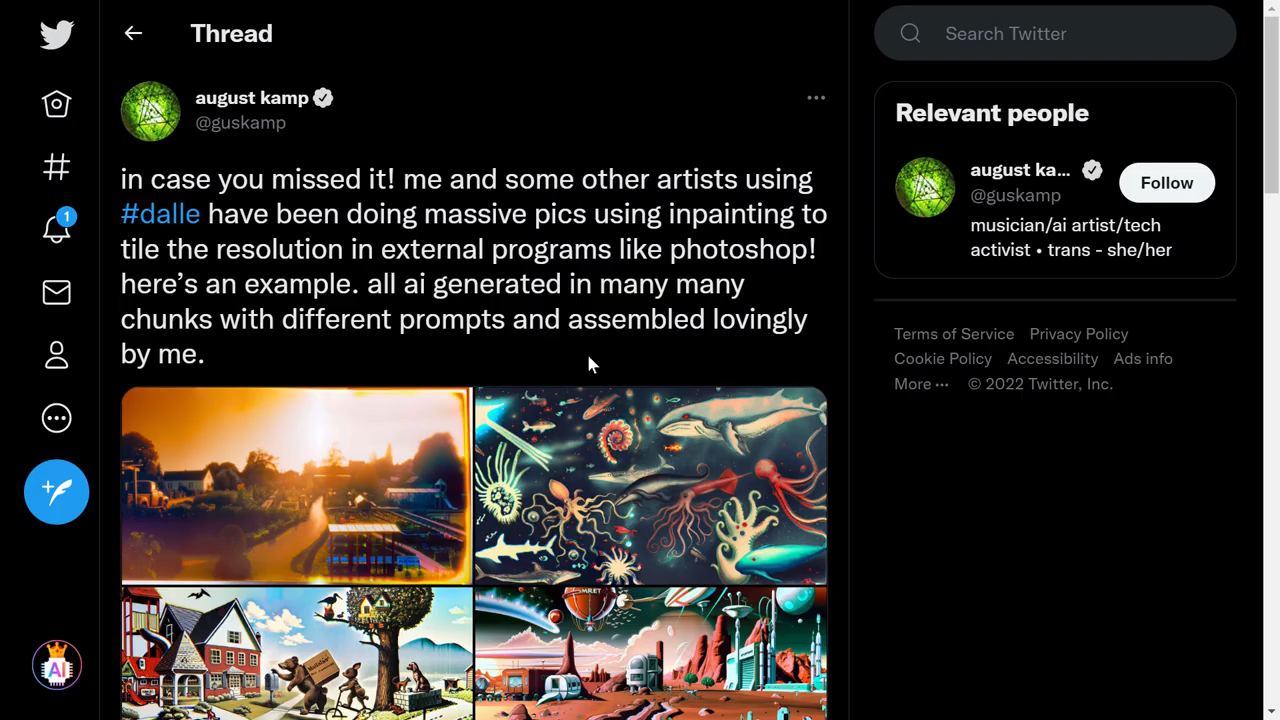 Thread
Search Twitter
august kamp
@guskamp
in case you missed it! me and some other artists using
#dalle have been doing massive pics using inpainting to
tile the resolution in external programs like photoshop!
here’s an example. all ai generated in many many
chunks with different prompts and assembled lovingly
by me.
1
AI
MRET
Relevant people
august ka...
@guskamp
Follow
musician/ai artist/tech
activist • trans - she/her
Terms of Service Privacy Policy
Cookie Policy Accessibility Ads info
More ••• © 2022 Twitter, Inc.